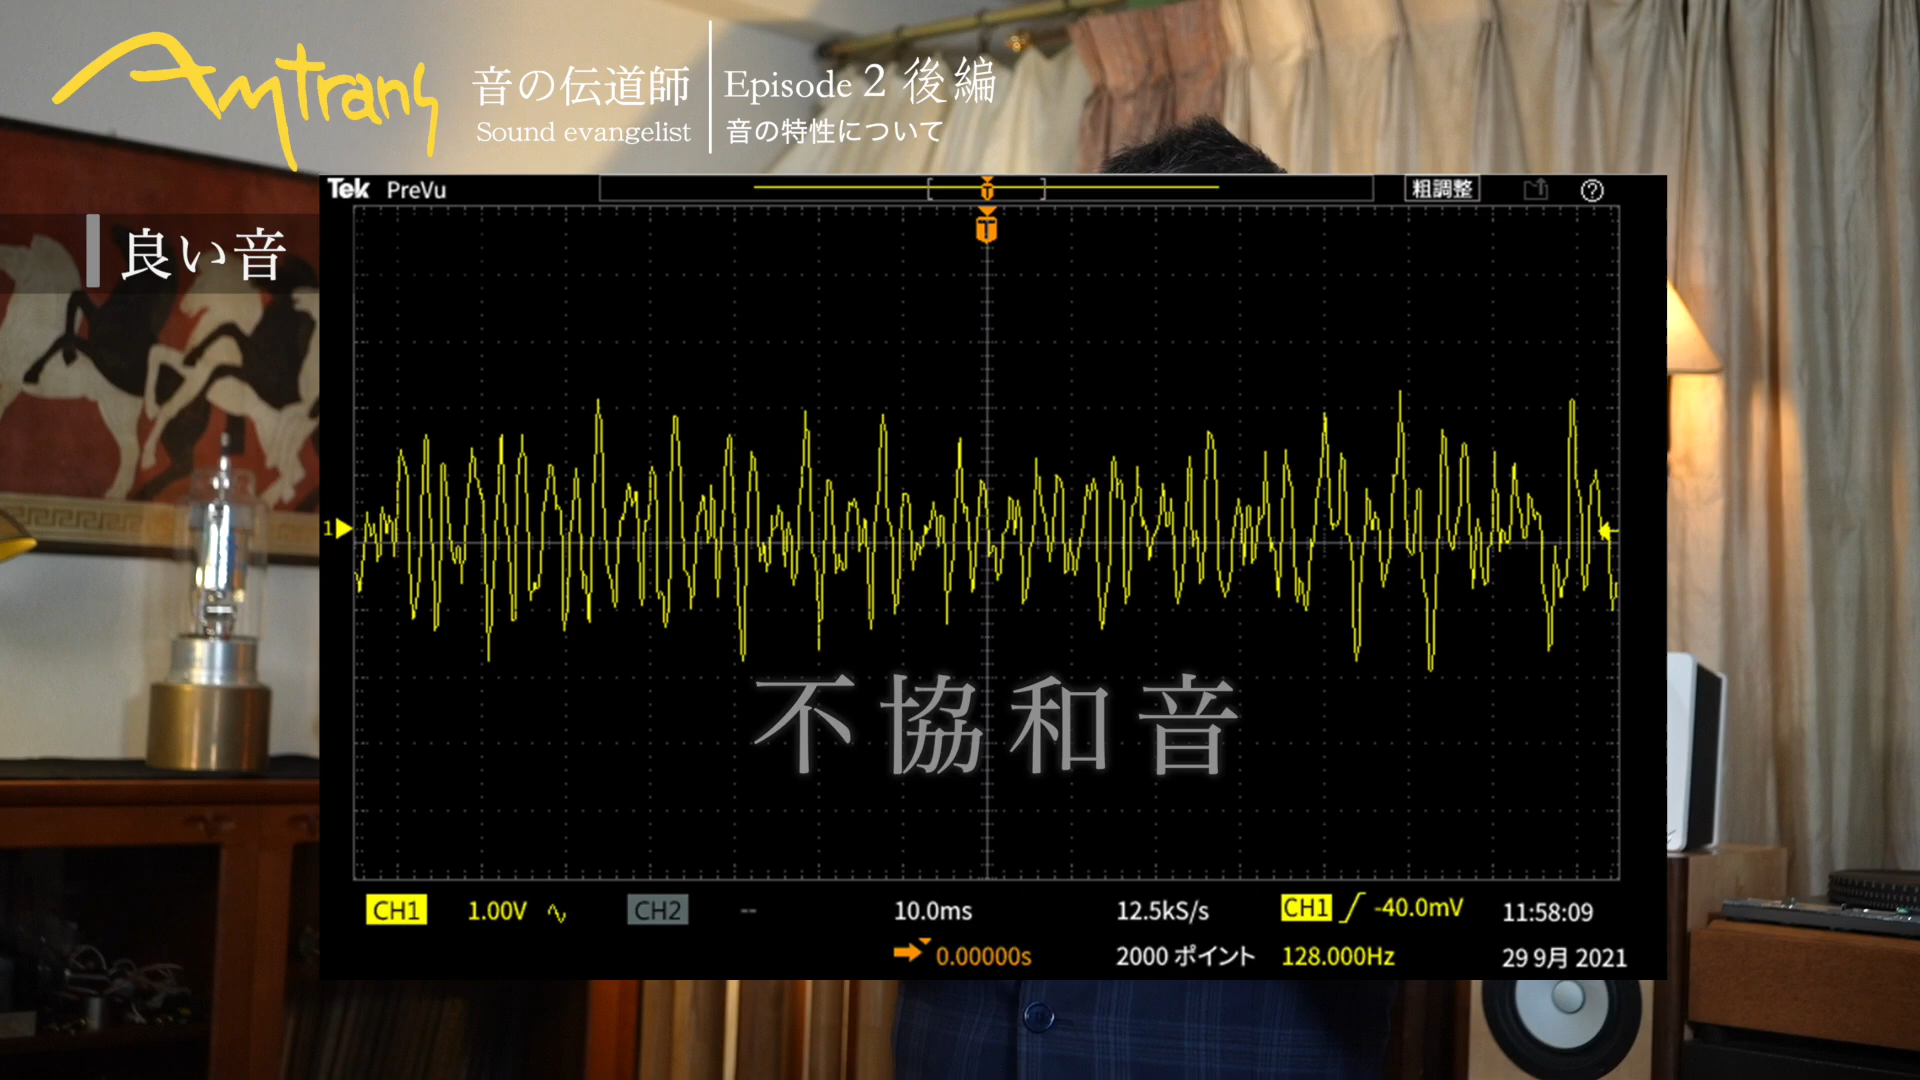 Amtrans
音の伝道師
Sound evangelist
Episode 2 後編
音の特性について
良い音
Tek PreVu
粗調整
?
T
T
1
不協和音
CH1 1.00V
CH2 --
10.0ms
12.5kS/s
CH1 -40.0mV
11:58:09
0.00000s
2000 ポイント
128.000Hz
29 9月 2021